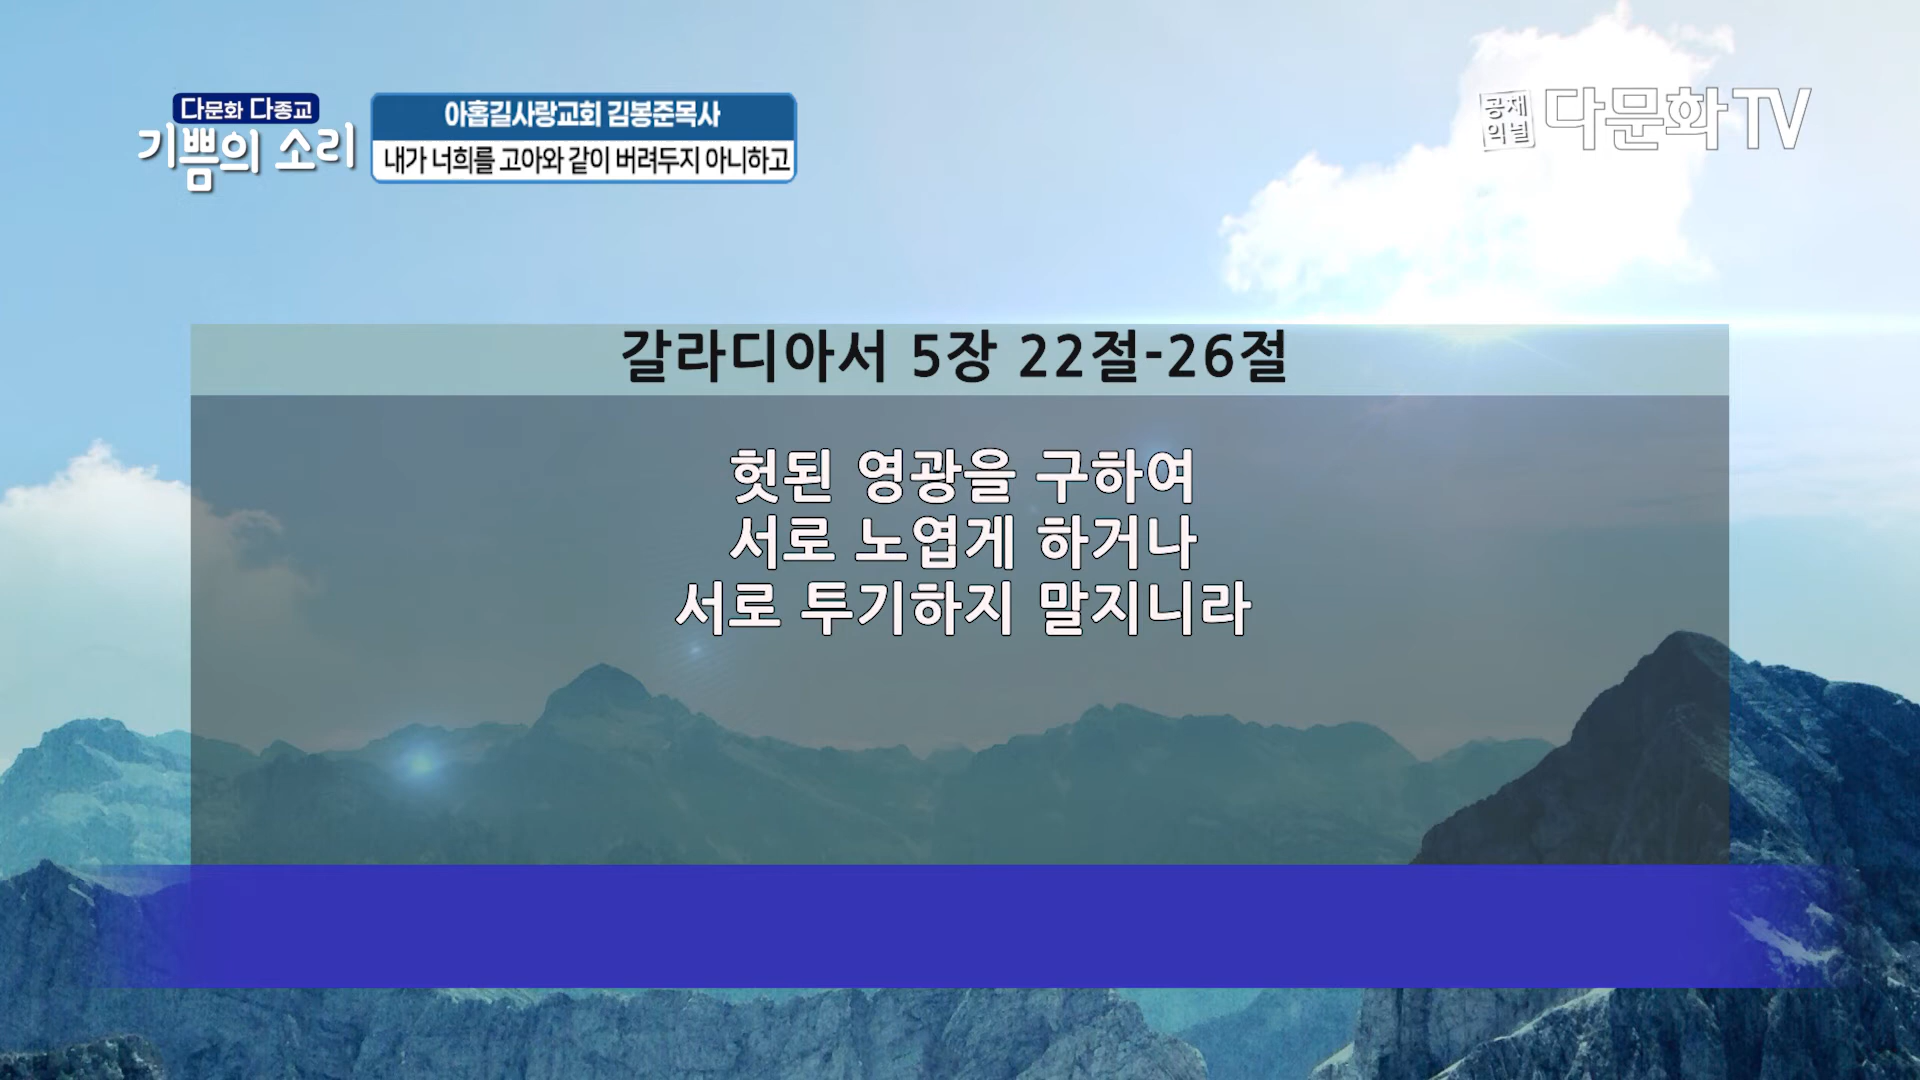 다문화 다종교
기쁨의 소리
아홉길사랑교회 김봉준목사
내가 너희를 고아와 같이 버려두지 아니하고
공채
익널
다문화TV
갈라디아서 5장 22절-26절
헛된 영광을 구하여
서로 노엽게 하거나
서로 투기하지 말지니라